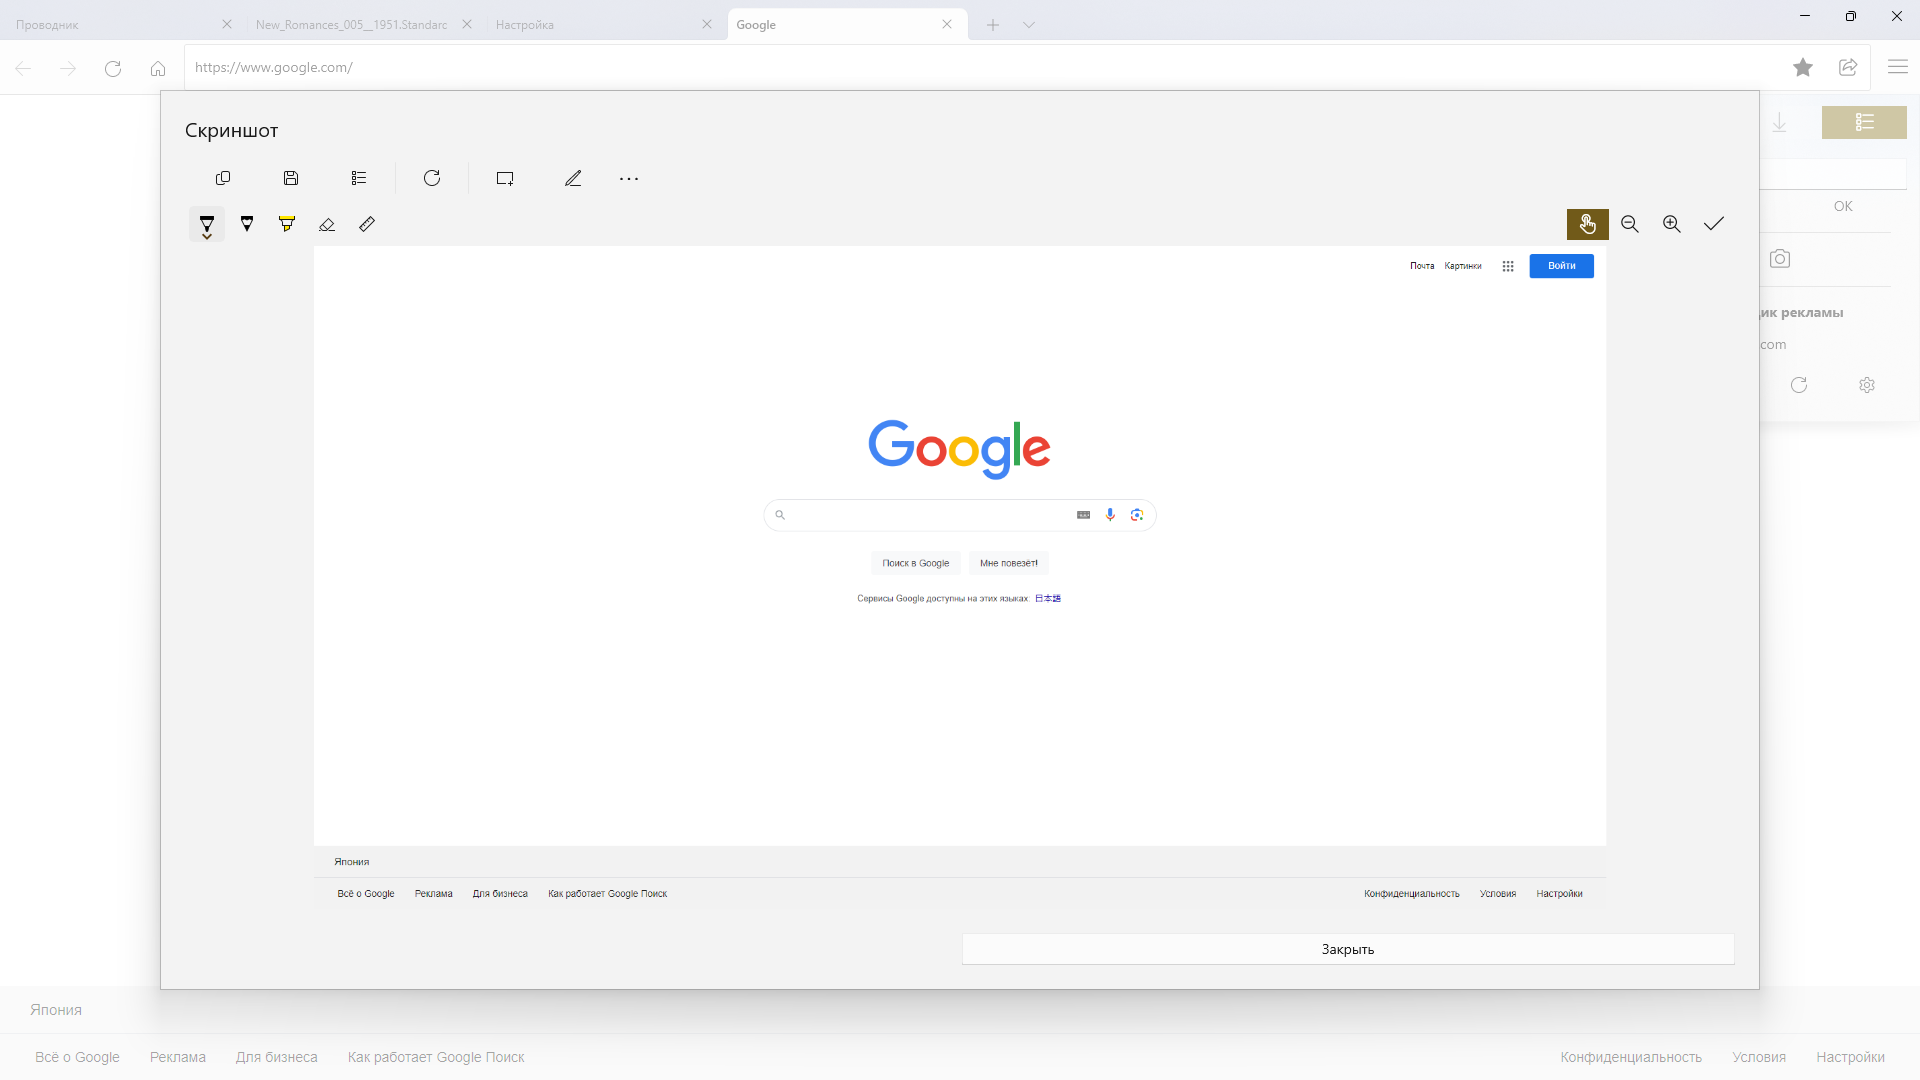 Проводник
New_Romances_005__1951.Standarc
Настройка
Google
https://www.google.com/
Скриншот
OK
ик рекламы
com
Почта Картинки Войти
Google
Поиск в Google Мне повезёт!
Сервисы Google доступны на этих языках: 日本語
Япония
Всё о Google Реклама Для бизнеса Как работает Google Поиск Конфиденциальность Условия Настройки
Закрыть
Япония
Всё о Google Реклама Для бизнеса Как работает Google Поиск Конфиденциальность Условия Настройки